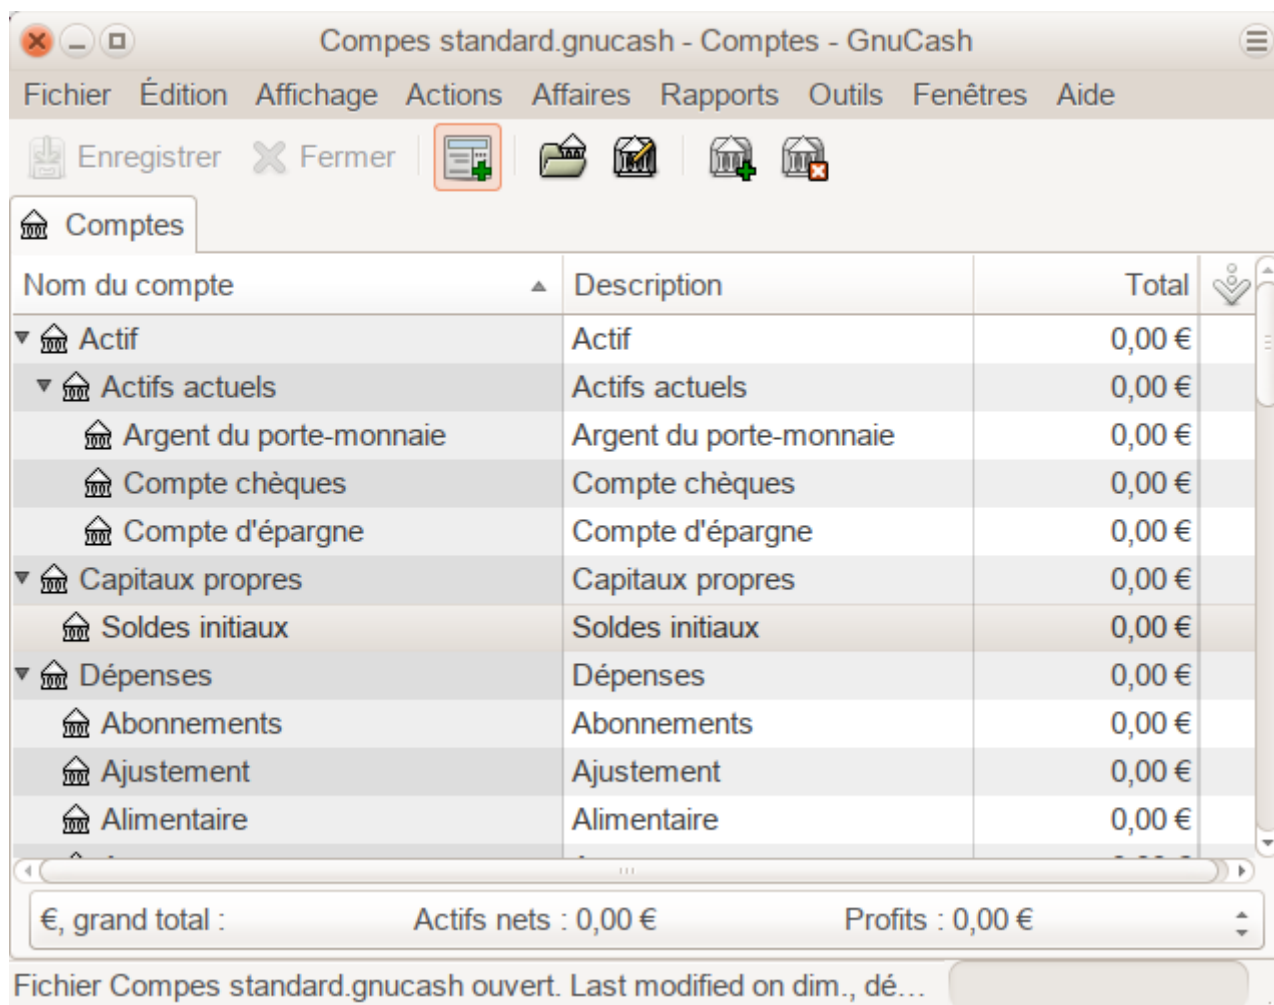 Compes standard.gnucash - Comptes - GnuCash
Fichier Édition Affichage Actions Affaires Rapports Outils Fenêtres Aide
Enregistrer Fermer
Comptes
Nom du compte Description Total
Actif Actif 0,00 €
Actifs actuels Actifs actuels 0,00 €
Argent du porte-monnaie Argent du porte-monnaie 0,00 €
Compte chèques Compte chèques 0,00 €
Compte d'épargne Compte d'épargne 0,00 €
Capitaux propres Capitaux propres 0,00 €
Soldes initiaux Soldes initiaux 0,00 €
Dépenses Dépenses 0,00 €
Abonnements Abonnements 0,00 €
Ajustement Ajustement 0,00 €
Alimentaire Alimentaire 0,00 €
€, grand total : Actifs nets : 0,00 € Profits : 0,00 €
Fichier Compes standard.gnucash ouvert. Last modified on dim., dé…